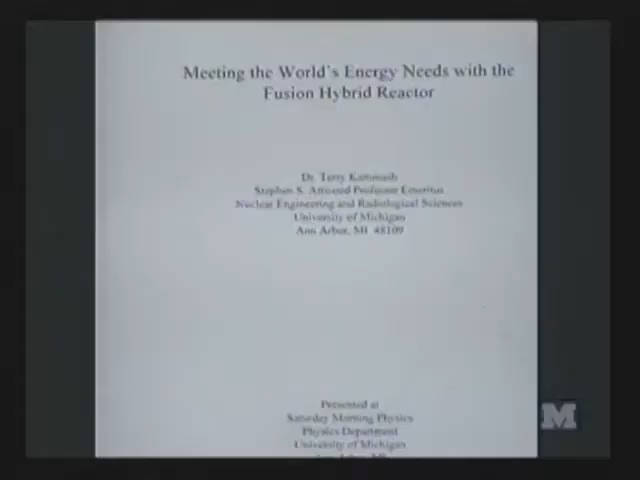 Meeting the World's Energy Needs with the
Fusion Hybrid Reactor
Dr. Terry Kammash
Stephen S. Attwood Professor Emeritus
Nuclear Engineering and Radiological Sciences
University of Michigan
Ann Arbor, MI 48109
Presented at
Saturday Morning Physics
Physics Department
University of Michigan
M